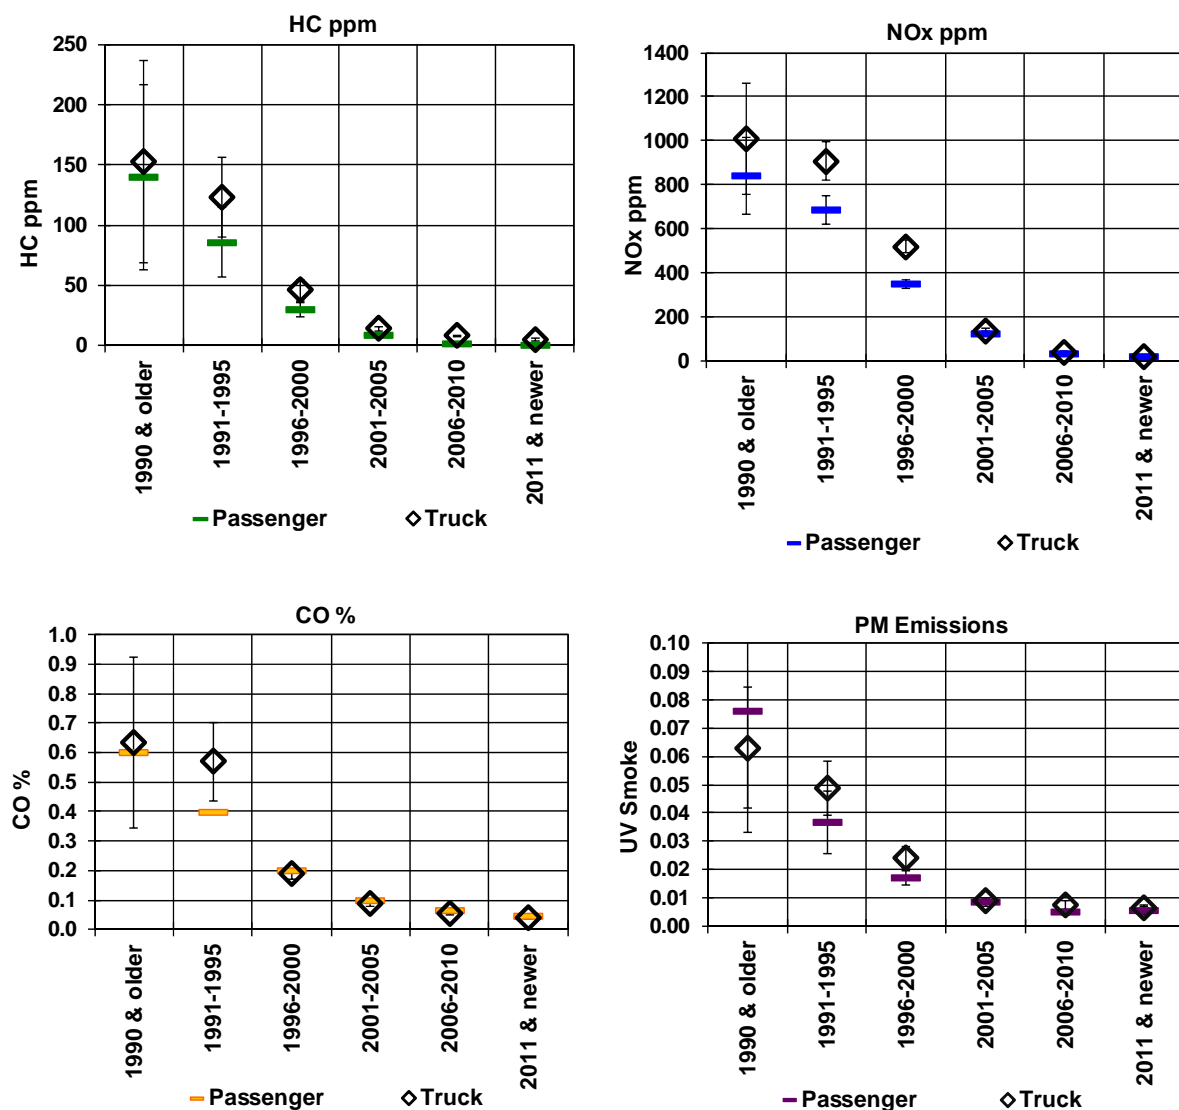 HC ppm
250
200
150
100
50
0
HC ppm
1990 & older
1991-1995
1996-2000
2001-2005
2006-2010
2011 & newer
Passenger
Truck
NOx ppm
1400
1200
1000
800
600
400
200
0
NOx ppm
1990 & older
1991-1995
1996-2000
2001-2005
2006-2010
2011 & newer
Passenger
Truck
CO %
1.0
0.9
0.8
0.7
0.6
0.5
0.4
0.3
0.2
0.1
0.0
CO %
1990 & older
1991-1995
1996-2000
2001-2005
2006-2010
2011 & newer
Passenger
Truck
PM Emissions
0.10
0.09
0.08
0.07
0.06
0.05
0.04
0.03
0.02
0.01
0.00
UV Smoke
1990 & older
1991-1995
1996-2000
2001-2005
2006-2010
2011 & newer
Passenger
Truck